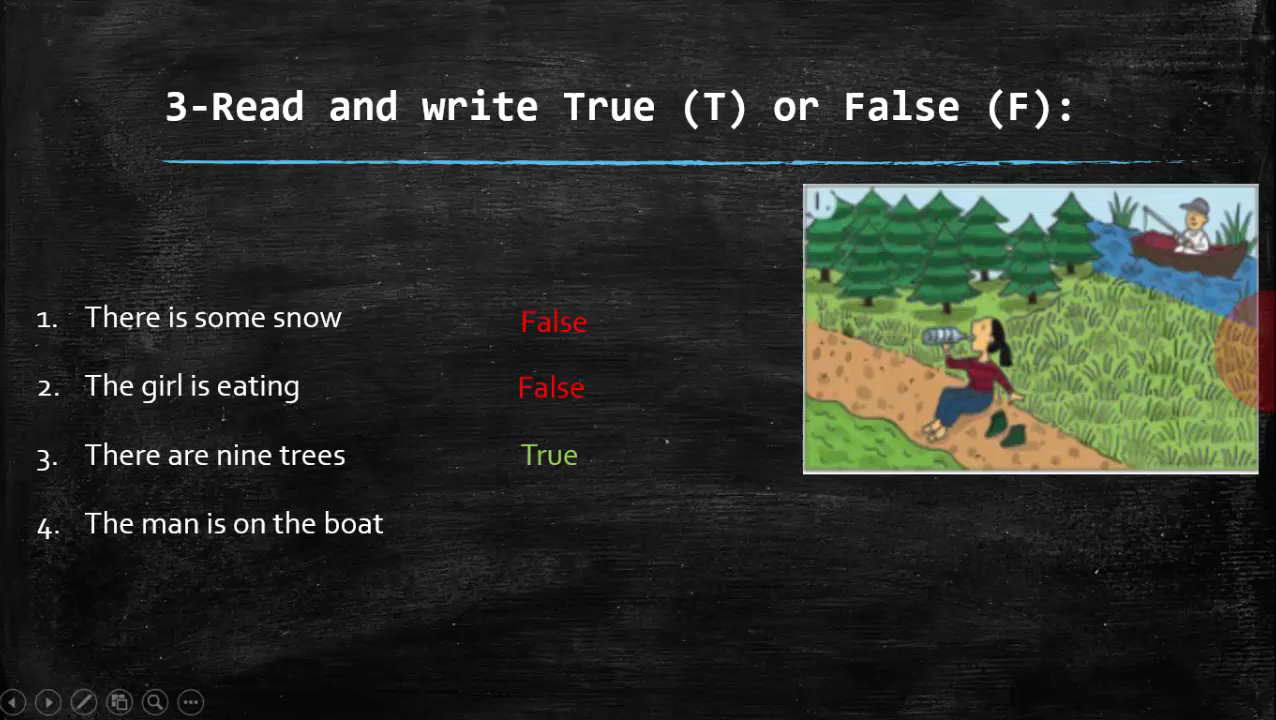 3-Read and write True (T) or False (F):
1.
1. There is some snow False
2. The girl is eating False
3. There are nine trees True
4. The man is on the boat